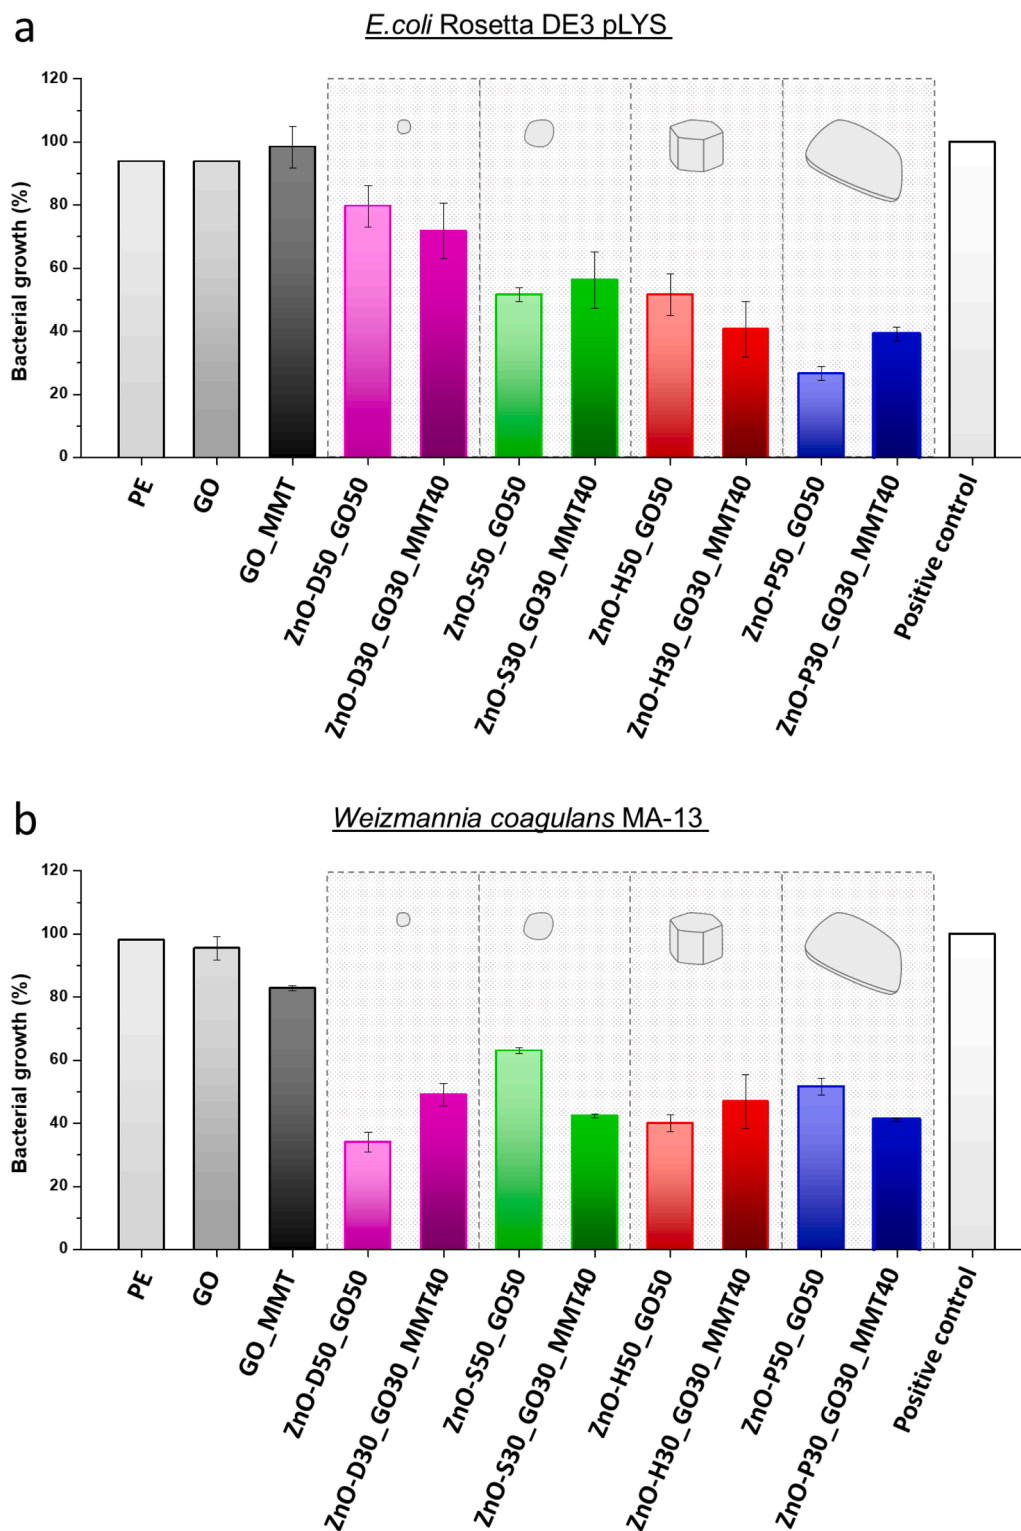 a
E.coli Rosetta DE3 pLYS
120
100
80
60
40
20
0
Bacterial growth (%)
PE
GO
GO_MMT
ZnO-D50_GO50
ZnO-D30_GO30_MMT40
ZnO-S50_GO50
ZnO-S30_GO30_MMT40
ZnO-H50_GO50
ZnO-H30_GO30_MMT40
ZnO-P50_GO50
ZnO-P30_GO30_MMT40
Positive control
b
Weizmannia coagulans MA-13
120
100
80
60
40
20
0
Bacterial growth (%)
PE
GO
GO_MMT
ZnO-D50_GO50
ZnO-D30_GO30_MMT40
ZnO-S50_GO50
ZnO-S30_GO30_MMT40
ZnO-H50_GO50
ZnO-H30_GO30_MMT40
ZnO-P50_GO50
ZnO-P30_GO30_MMT40
Positive control